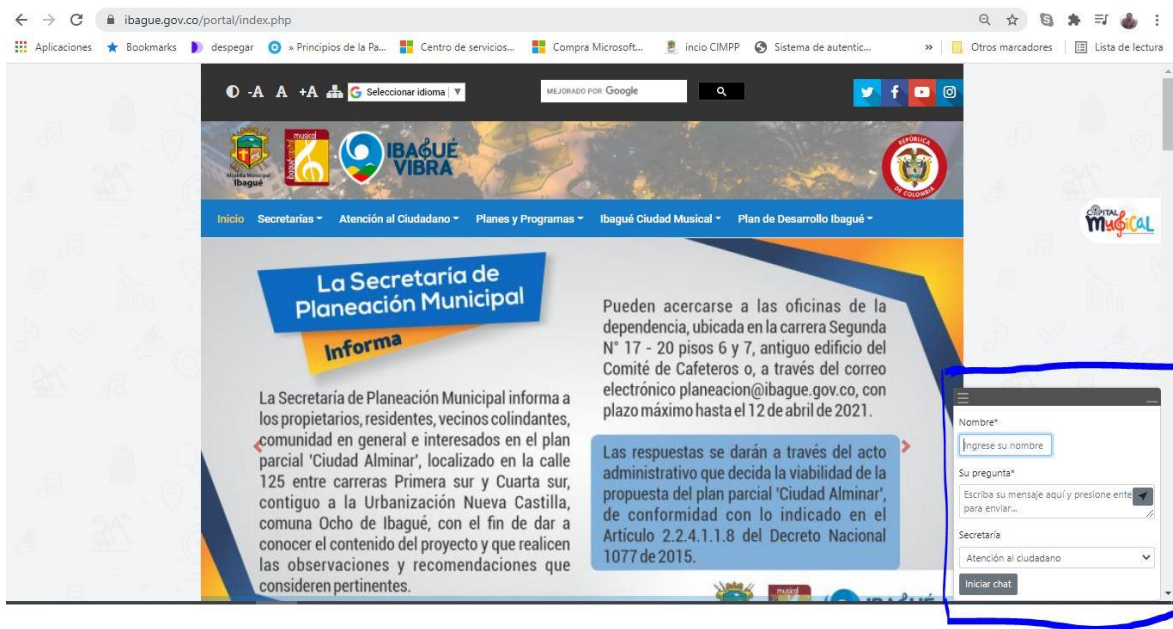 ibague.gov.co/portal/index.php
Aplicaciones Bookmarks despegar » Principios de la Pa... Centro de servicios... Compra Microsoft... incio CIMPP Sistema de autentic... » Otros marcadores Lista de lectura
-A A +A Seleccionar idioma ▼ MEJORADO POR Google
Alcaldía Municipal
Ibagué
musical
IBAGUÉ
VIBRA
REPÚBLICA
DE COLOMBIA
Inicio Secretarías Atención al Ciudadano Planes y Programas Ibagué Ciudad Musical Plan de Desarrollo Ibagué
CAPITAL
MUSICAL
La Secretaría de
Planeación Municipal
Informa
La Secretaría de Planeación Municipal informa a
los propietarios, residentes, vecinos colindantes,
comunidad en general e interesados en el plan
parcial 'Ciudad Alminar', localizado en la calle
125 entre carreras Primera sur y Cuarta sur,
contiguo a la Urbanización Nueva Castilla,
comuna Ocho de Ibagué, con el fin de dar a
conocer el contenido del proyecto y que realicen
las observaciones y recomendaciones que
consideren pertinentes.
Pueden acercarse a las oficinas de la
dependencia, ubicada en la carrera Segunda
N° 17 - 20 pisos 6 y 7, antiguo edificio del
Comité de Cafeteros o, a través del correo
electrónico planeacion@ibague.gov.co, con
plazo máximo hasta el 12 de abril de 2021.
Las respuestas se darán a través del acto
administrativo que decida la viabilidad de la
propuesta del plan parcial 'Ciudad Alminar',
de conformidad con lo indicado en el
Artículo 2.2.4.1.1.8 del Decreto Nacional
1077 de 2015.
Nombre*
Ingrese su nombre
Su pregunta*
Escriba su mensaje aquí y presione ente
para enviar...
Secretaría
Atención al ciudadano
Iniciar chat